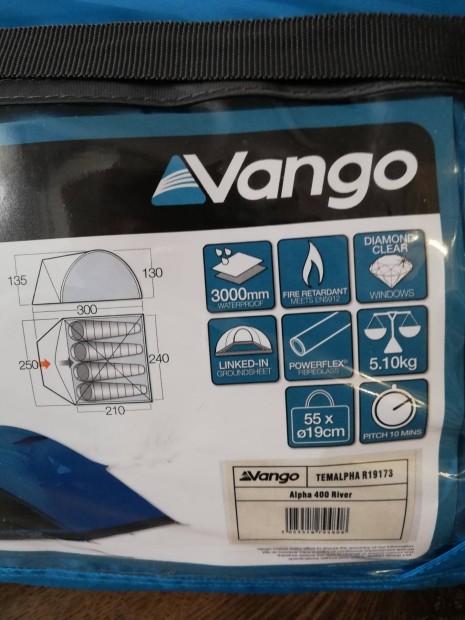 Vango
135
130
300
250
240
210
3000mm
WATERPROOF
FIRE RETARDANT
MEETS EN5912
DIAMOND
CLEAR
WINDOWS
LINKED-IN
GROUNDSHEET
POWERFLEX®
FIBREGLASS
5.10kg
55 x
ø19cm
PITCH 10 MINS
Vango TEMALPHA R19173
Alpha 400 River